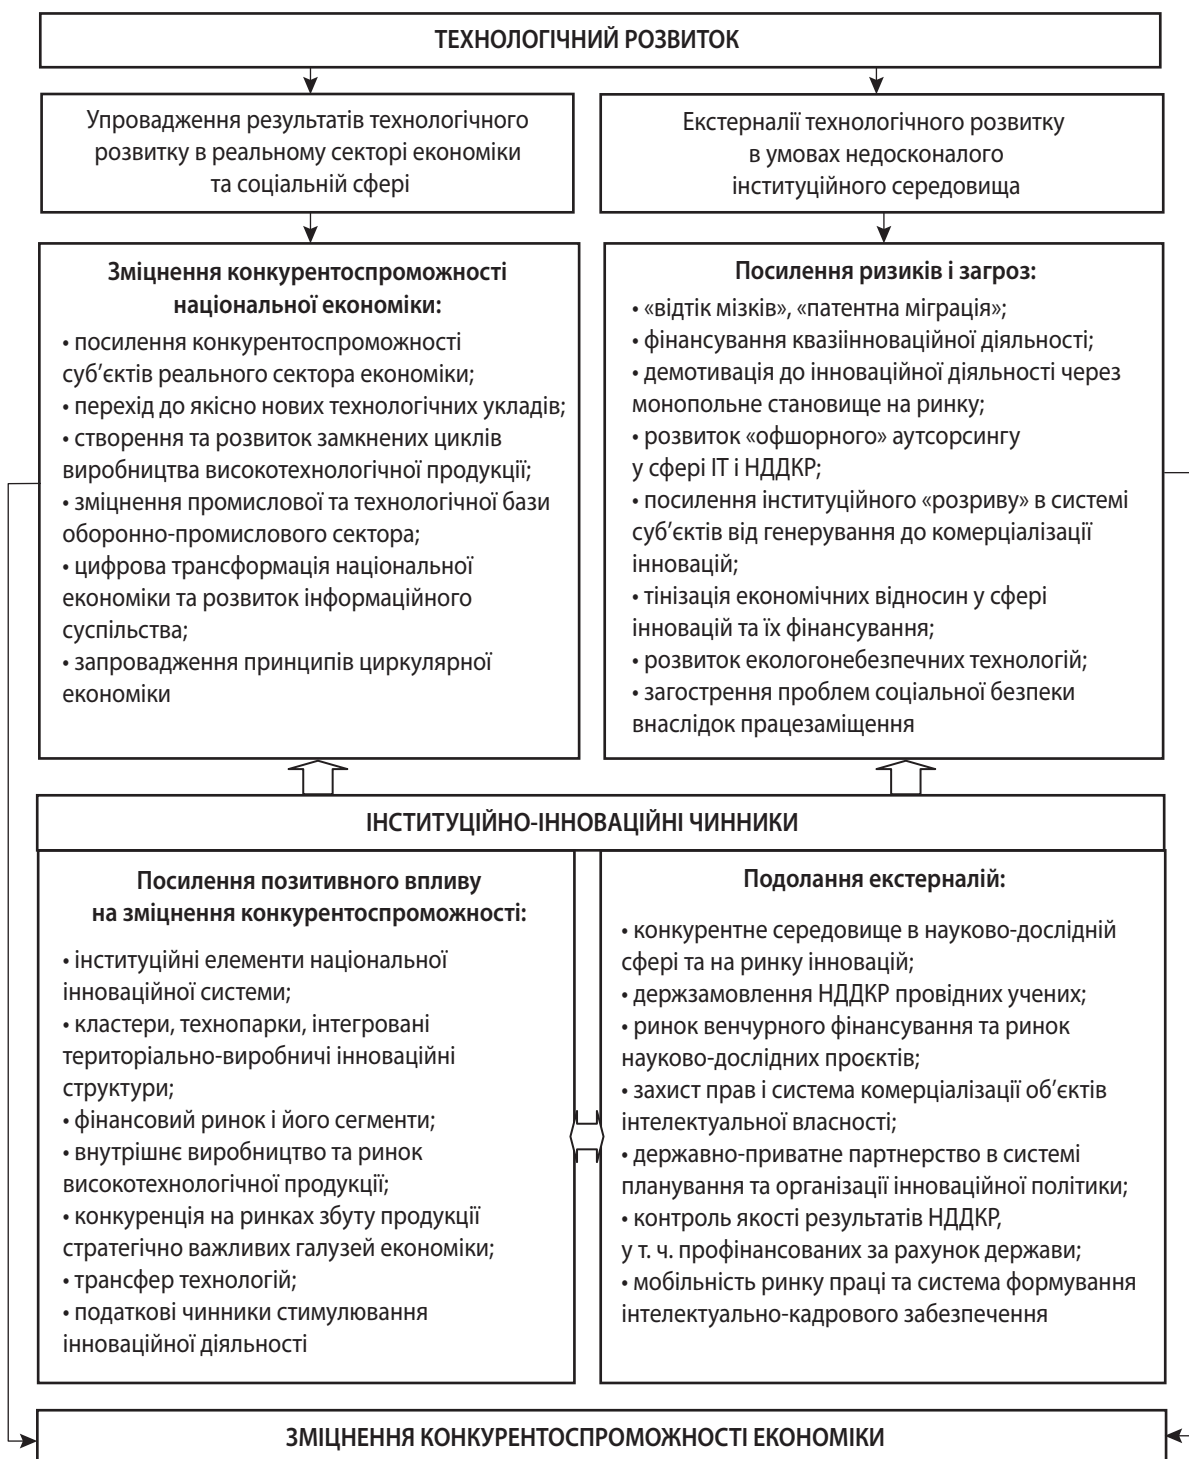 ТЕХНОЛОГІЧНИЙ РОЗВИТОК
Упровадження результатів технологічного
розвитку в реальному секторі економіки
та соціальній сфері
Екстерналії технологічного розвитку
в умовах недосконалого
інституційного середовища
Зміцнення конкурентоспроможності
національної економіки:
• посилення конкурентоспроможності
суб’єктів реального сектора економіки;
• перехід до якісно нових технологічних укладів;
• створення та розвиток замкнених циклів
виробництва високотехнологічної продукції;
• зміцнення промислової та технологічної бази
оборонно-промислового сектора;
• цифрова трансформація національної
економіки та розвиток інформаційного
суспільства;
• запровадження принципів циркулярної
економіки
Посилення ризиків і загроз:
• «відтік мізків», «патентна міграція»;
• фінансування квазіінноваційної діяльності;
• демотивація до інноваційної діяльності через
монопольне становище на ринку;
• розвиток «офшорного» аутсорсингу
у сфері ІТ і НДДКР;
• посилення інституційного «розриву» в системі
суб’єктів від генерування до комерціалізації
інновацій;
• тінізація економічних відносин у сфері
інновацій та їх фінансування;
• розвиток екологонебезпечних технологій;
• загострення проблем соціальної безпеки
внаслідок працезаміщення
ІНСТИТУЦІЙНО-ІННОВАЦІЙНІ ЧИННИКИ
Посилення позитивного впливу
на зміцнення конкурентоспроможності:
• інституційні елементи національної
інноваційної системи;
• кластери, технопарки, інтегровані
територіально-виробничі інноваційні
структури;
• фінансовий ринок і його сегменти;
• внутрішнє виробництво та ринок
високотехнологічної продукції;
• конкуренція на ринках збуту продукції
стратегічно важливих галузей економіки;
• трансфер технологій;
• податкові чинники стимулювання
інноваційної діяльності
Подолання екстерналій:
• конкурентне середовище в науково-дослідній
сфері та на ринку інновацій;
• держзамовлення НДДКР провідних учених;
• ринок венчурного фінансування та ринок
науково-дослідних проєктів;
• захист прав і система комерціалізації об’єктів
інтелектуальної власності;
• державно-приватне партнерство в системі
планування та організації інноваційної політики;
• контроль якості результатів НДДКР,
у т. ч. профінансованих за рахунок держави;
• мобільність ринку праці та система формування
інтелектуально-кадрового забезпечення
ЗМІЦНЕННЯ КОНКУРЕНТОСПРОМОЖНОСТІ ЕКОНОМІКИ